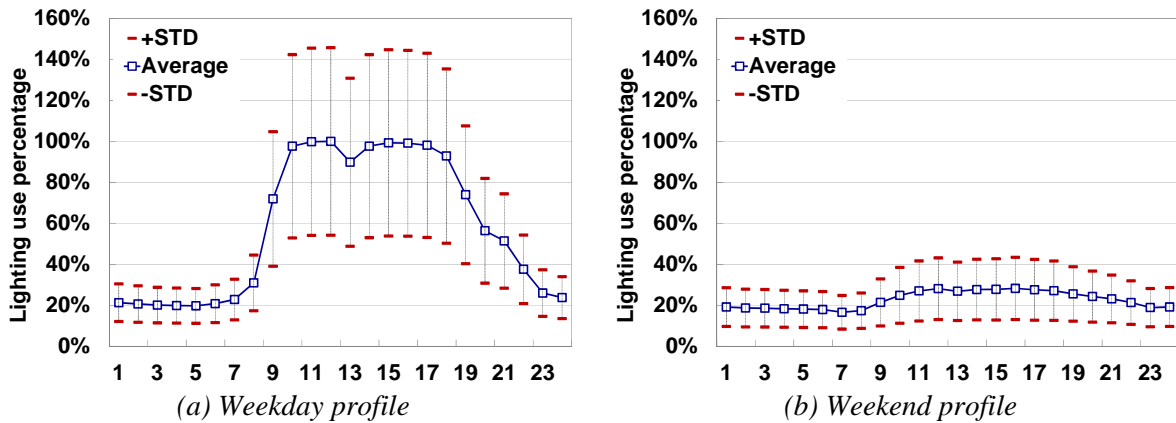 160%
140%
120%
100%
80%
60%
40%
20%
0%
Lighting use percentage
+STD
Average
-STD
1 3 5 7 9 11 13 15 17 19 21 23
(a) Weekday profile
160%
140%
120%
100%
80%
60%
40%
20%
0%
Lighting use percentage
+STD
Average
-STD
1 3 5 7 9 11 13 15 17 19 21 23
(b) Weekend profile